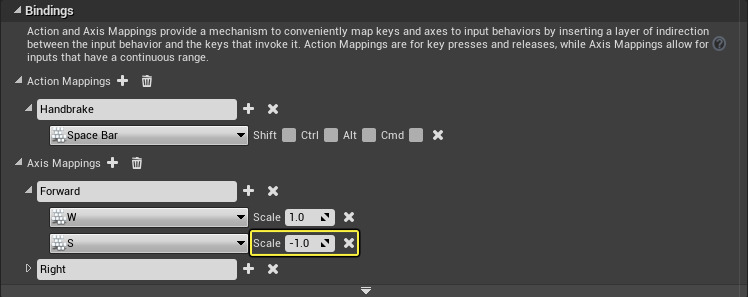 Bindings
Action and Axis Mappings provide a mechanism to conveniently map keys and axes to input behaviors by inserting a layer of indirection
between the input behavior and the keys that invoke it. Action Mappings are for key presses and releases, while Axis Mappings allow for
inputs that have a continuous range.
Action Mappings
Handbrake
Space Bar Shift Ctrl Alt Cmd
Axis Mappings
Forward
W Scale 1.0
S Scale -1.0
Right